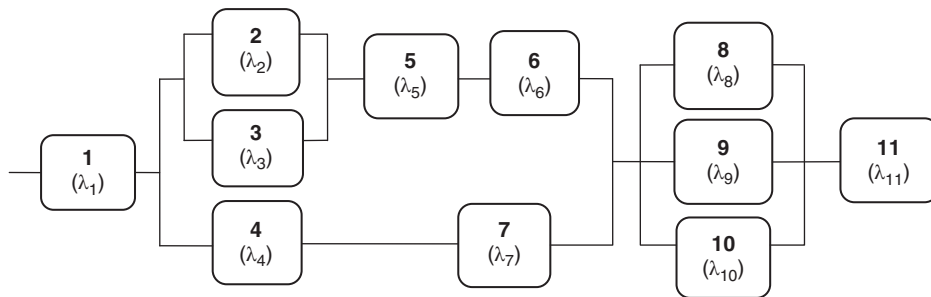 1
(λ₁)
2
(λ₂)
3
(λ₃)
4
(λ₄)
5
(λ₅)
6
(λ₆)
7
(λ₇)
8
(λ₈)
9
(λ₉)
10
(λ₁₀)
11
(λ₁₁)